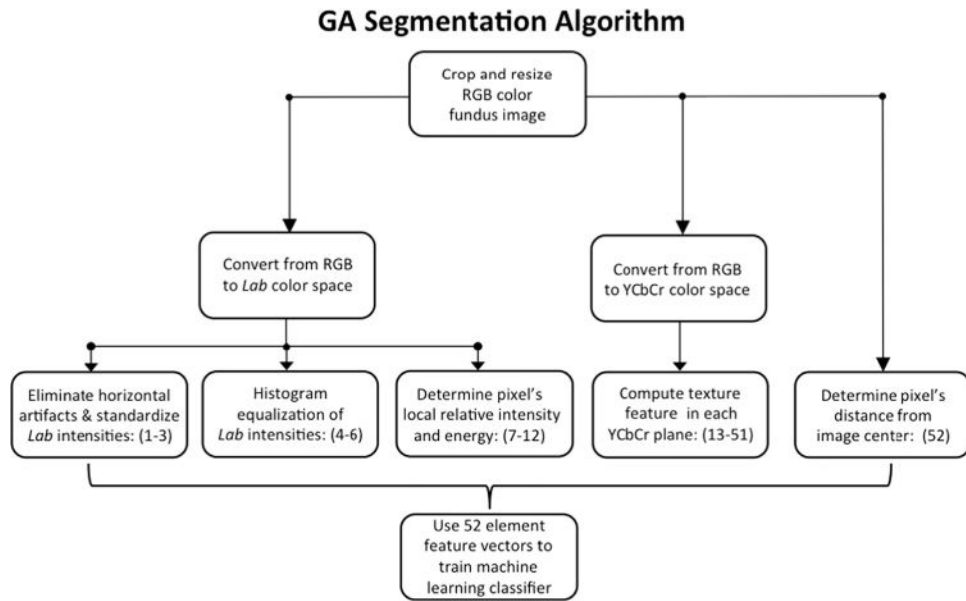 GA Segmentation Algorithm
Crop and resize
RGB color
fundus image
Convert from RGB
to Lab color space
Convert from RGB
to YCbCr color space
Eliminate horizontal
artifacts & standardize
Lab intensities: (1-3)
Histogram
equalization of
Lab intensities: (4-6)
Determine pixel's
local relative intensity
and energy: (7-12)
Compute texture
feature in each
YCbCr plane: (13-51)
Determine pixel's
distance from
image center: (52)
Use 52 element
feature vectors to
train machine
learning classifier